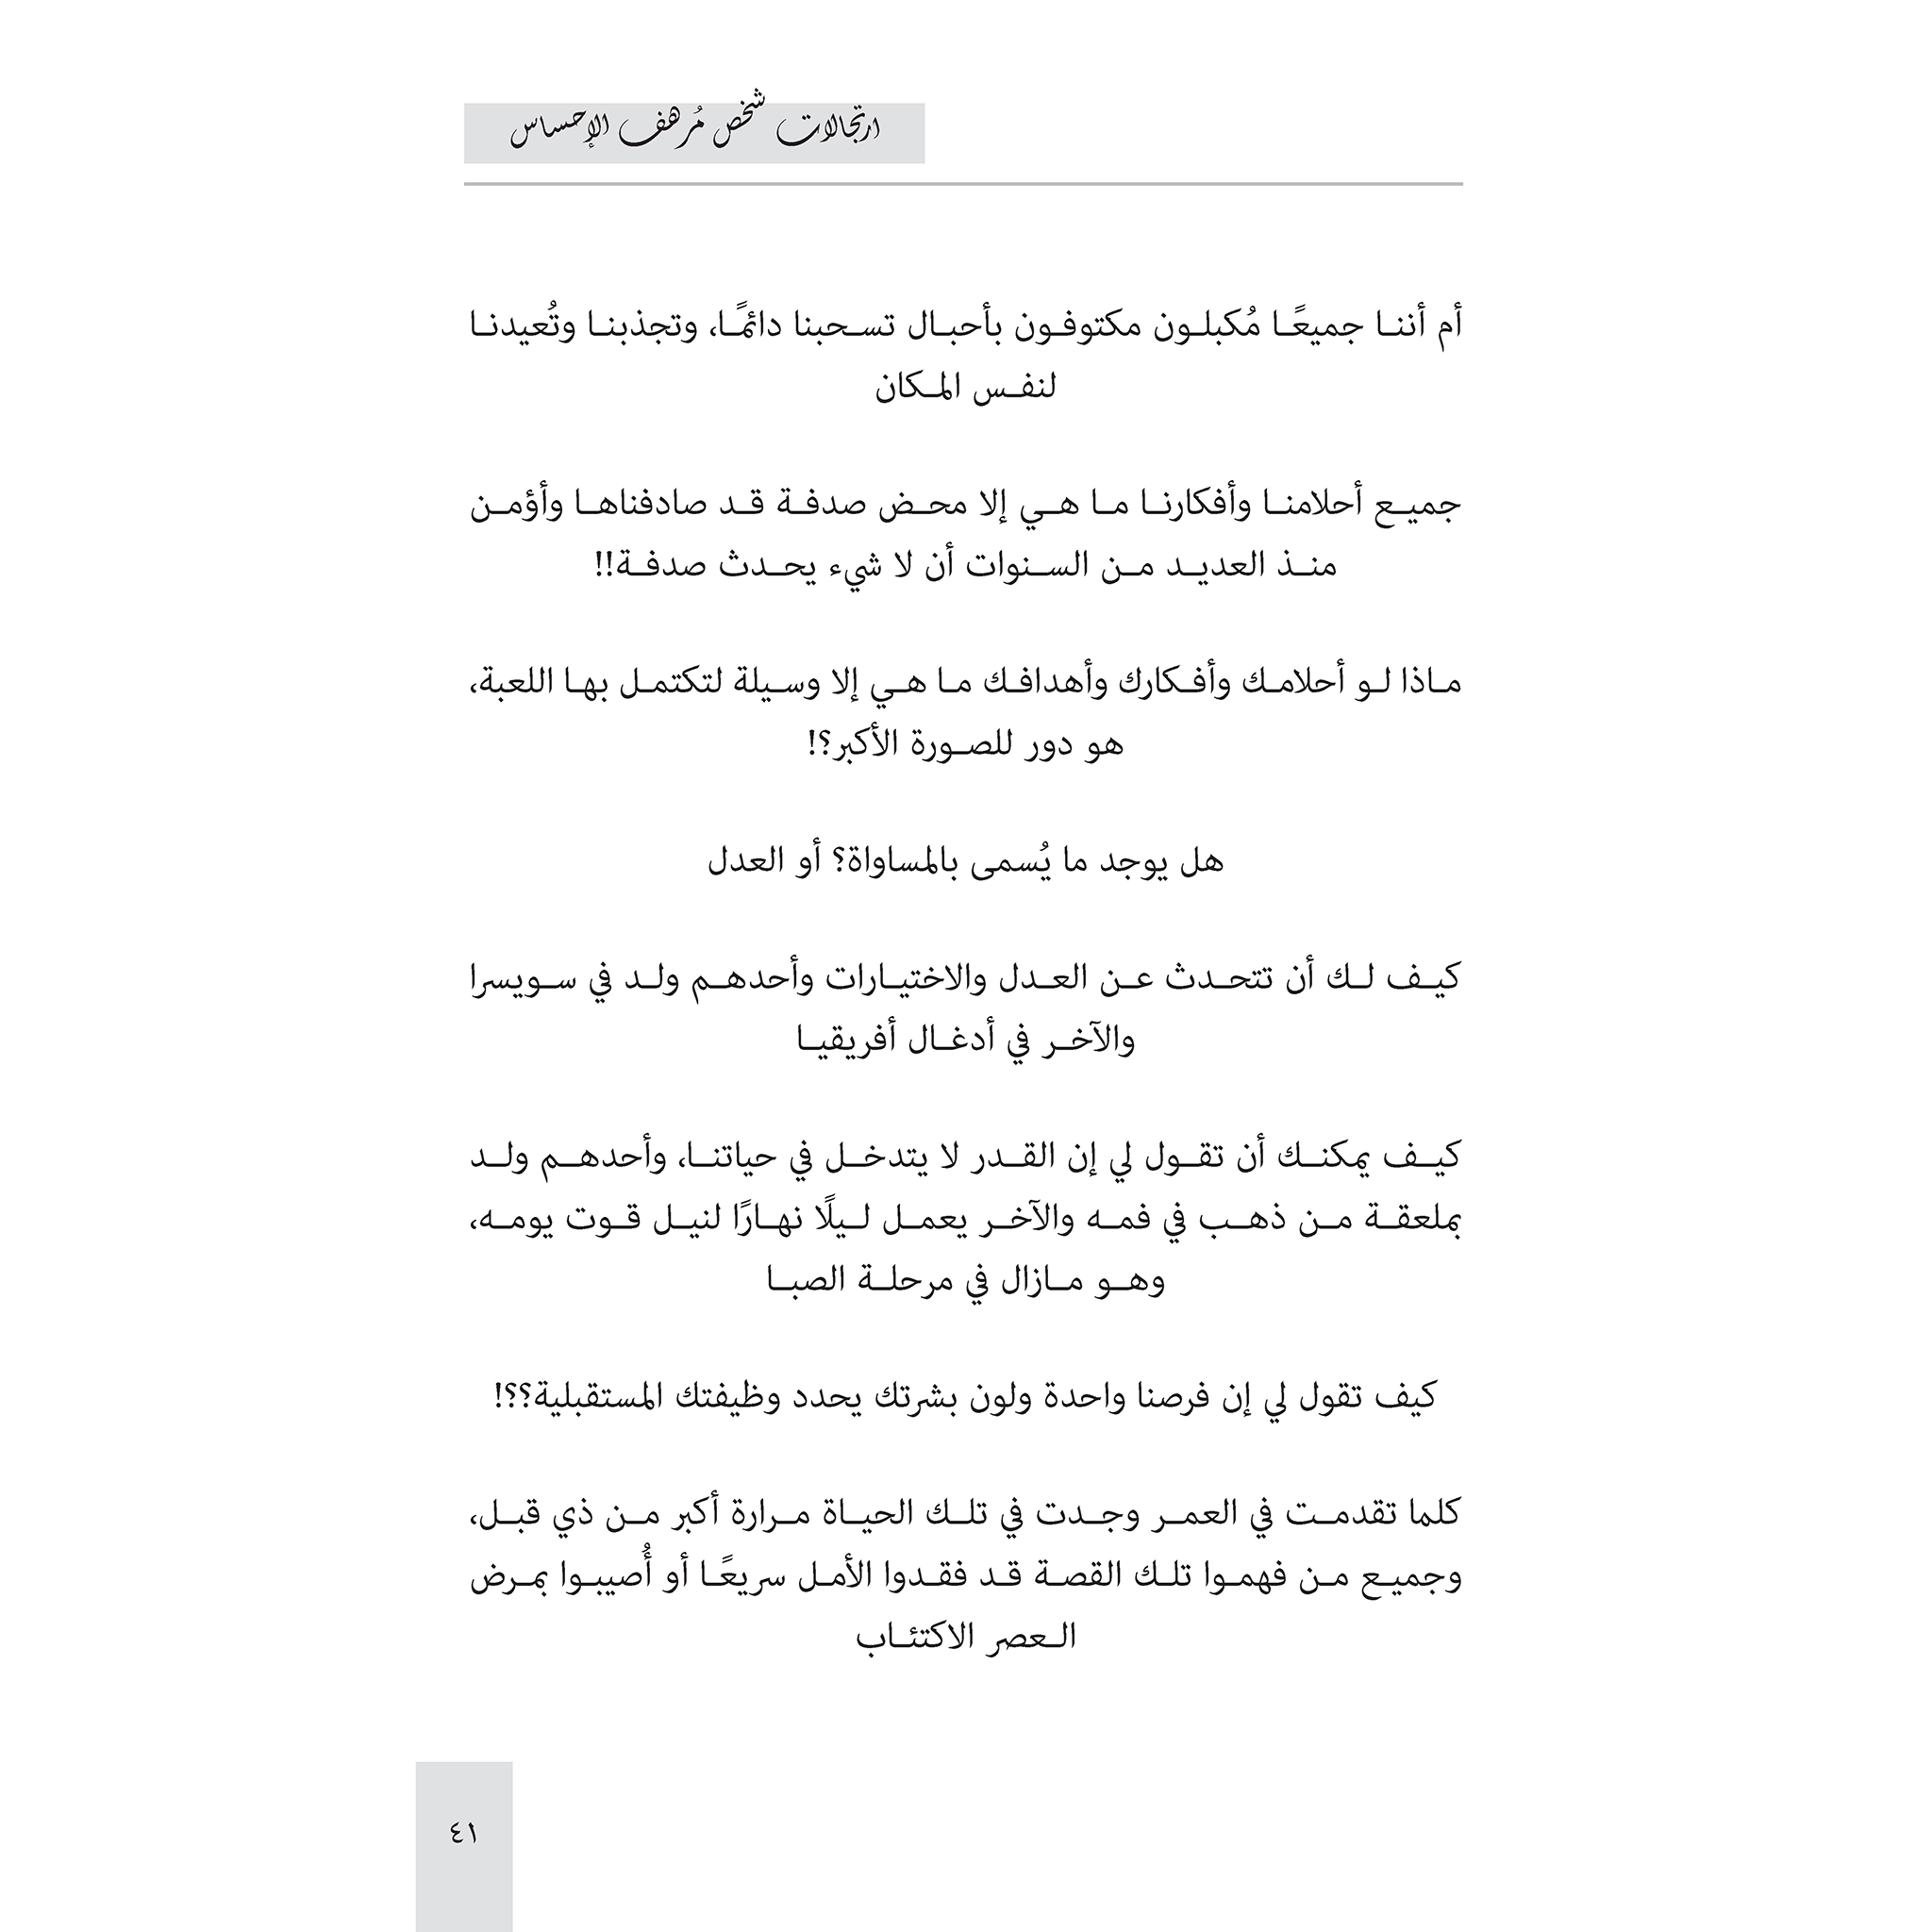 ارتجالات شخص مُرهف الإحساس
أم أننا جميعًا مُكبلون مكتوفون بأحبال تسحبنا دائمًا، وتجذبنا وتُعيدنا
لنفس المكان
جميع أحلامنا وأفكارنا ما هي إلا محض صدفة قد صادفناها وأؤمن
منذ العديد من السنوات أن لا شيء يحدث صدفة!!
ماذا لو أحلامك وأفكارك وأهدافك ما هي إلا وسيلة لتكتمل بها اللعبة،
هو دور للصورة الأكبر؟!
هل يوجد ما يُسمى بالمساواة؟ أو العدل
كيف لك أن تتحدث عن العدل والاختيارات وأحدهم ولد في سويسرا
والآخر في أدغال أفريقيا
كيف يمكنك أن تقول لي إن القدر لا يتدخل في حياتنا، وأحدهم ولد
بملعقة من ذهب في فمه والآخر يعمل ليلًا نهارًا لنيل قوت يومه،
وهو مازال في مرحلة الصبا
كيف تقول لي إن فرصنا واحدة ولون بشرتك يحدد وظيفتك المستقبلية؟؟!
كلما تقدمت في العمر وجدت في تلك الحياة مرارة أكبر من ذي قبل،
وجميع من فهموا تلك القصة قد فقدوا الأمل سريعًا أو أُصيبوا بمرض
العصر الاكتئاب
٤١